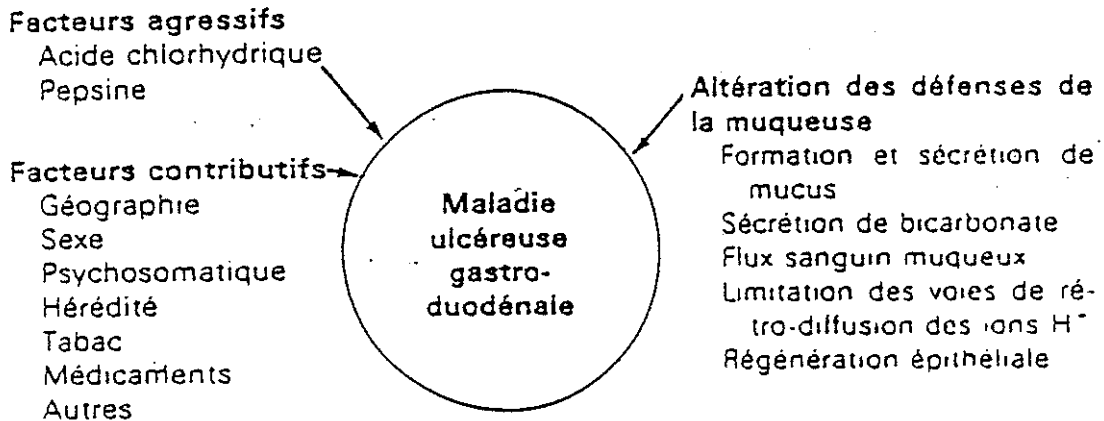 Facteurs agressifs
Acide chlorhydrique
Pepsine
Facteurs contributifs
Géographie
Sexe
Psychosomatique
Hérédité
Tabac
Médicaments
Autres
Maladie
ulcéreuse
gastro-
duodénale
Altération des défenses de
la muqueuse
Formation et sécrétion de
mucus
Sécrétion de bicarbonate
Flux sanguin muqueux
Limitation des voies de ré-
tro-diffusion des ions H⁻
Régénération épithéliale